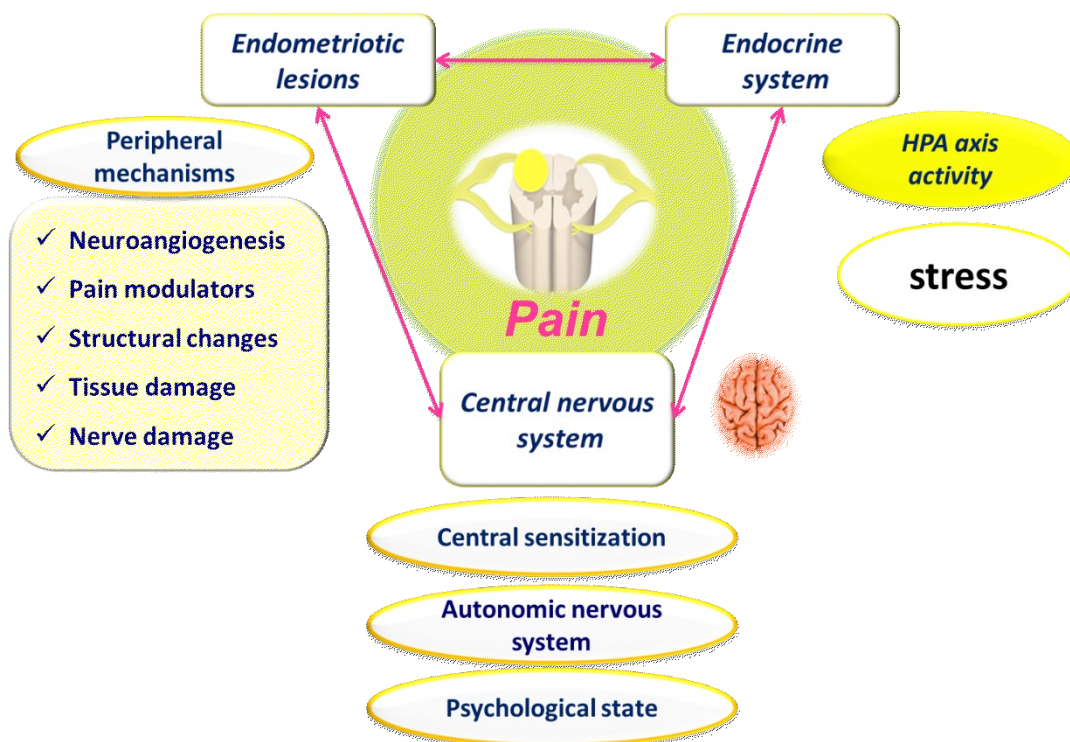 Endometriotic
lesions
Endocrine
system
Peripheral
mechanisms
✓ Neuroangiogenesis
✓ Pain modulators
✓ Structural changes
✓ Tissue damage
✓ Nerve damage
HPA axis
activity
stress
Pain
Central nervous
system
Central sensitization
Autonomic nervous
system
Psychological state